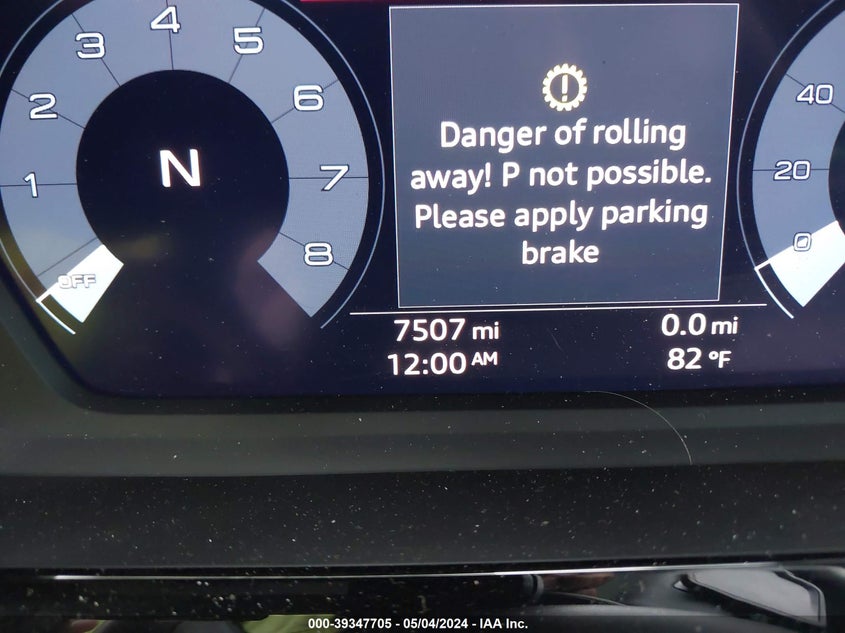 4
3
5
2
6
1
7
8
OFF
N
Danger of rolling
away! P not possible.
Please apply parking
brake
40
20
0
7507 mi
0.0 mi
12:00 AM
82 °F
000-39347705 - 05/04/2024 - IAA Inc.